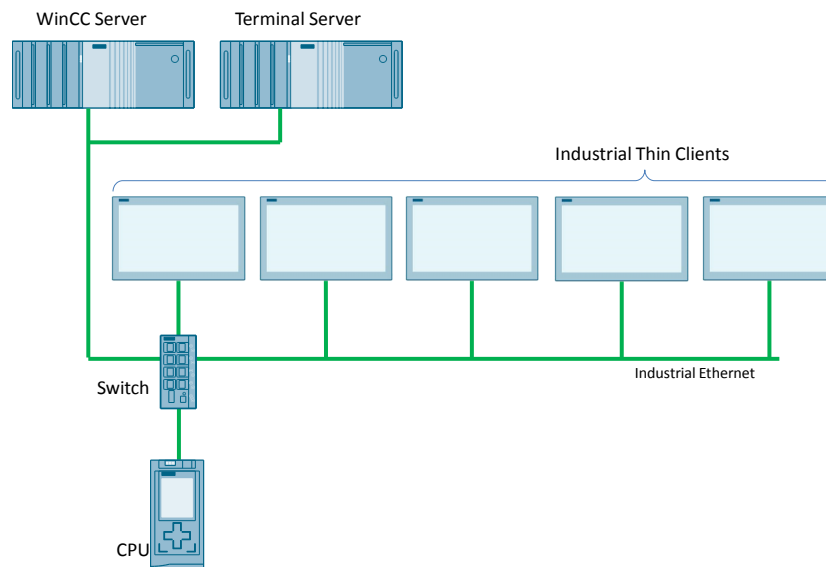 WinCC Server
Terminal Server
Industrial Thin Clients
Industrial Ethernet
Switch
CPU